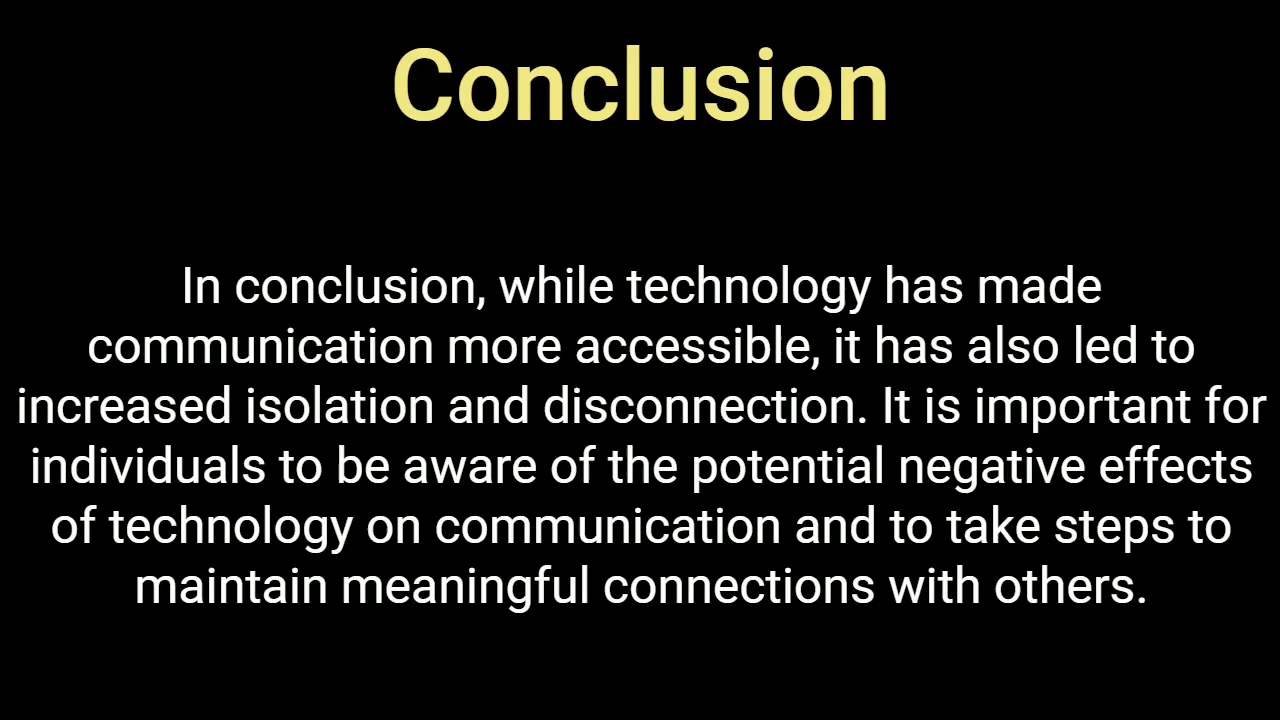 Conclusion
In conclusion, while technology has made
communication more accessible, it has also led to
increased isolation and disconnection. It is important for
individuals to be aware of the potential negative effects
of technology on communication and to take steps to
maintain meaningful connections with others.